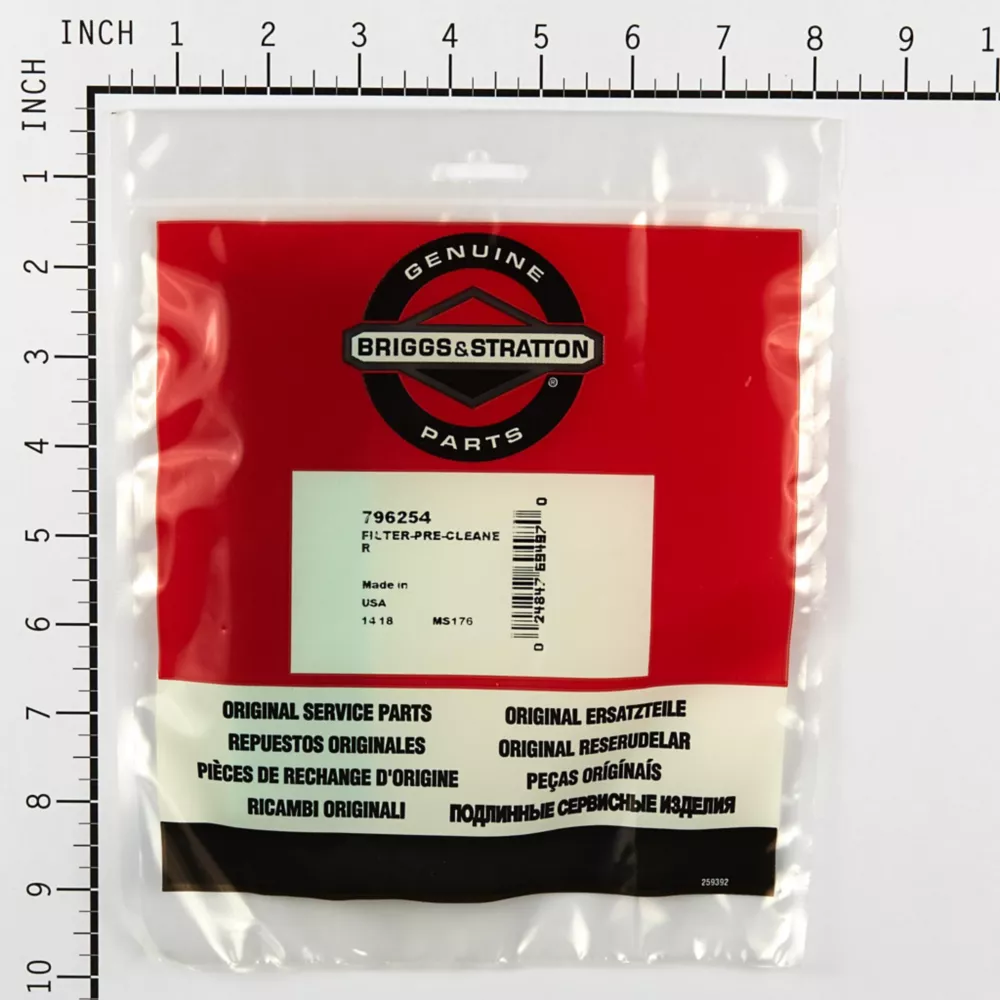 INCH 1 2 3 4 5 6 7 8 9 1
INCH 1 2 3 4 5 6 7 8 9 10
GENUINE
BRIGGS&STRATTON
®
PARTS
796254
FILTER-PRE-CLEANE
R
Made in
USA
1418 MS176
0 24847 69497 0
ORIGINAL SERVICE PARTS
REPUESTOS ORIGINALES
PIÈCES DE RECHANGE D'ORIGINE
RICAMBI ORIGINALI
ORIGINAL ERSATZTEILE
ORIGINAL RESERUDELAR
PEÇAS ORÍGÍNAÍS
ПОДЛИННЫЕ СЕРВИСНЫЕ ИЗДЕЛИЯ
259392